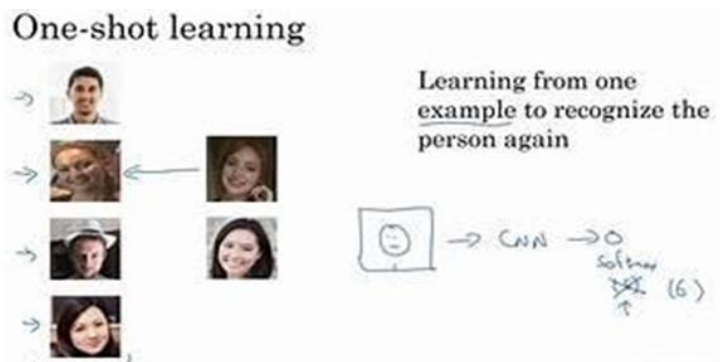 One-shot learning
Learning from one
example to recognize the
person again
CNN
softmax
(6)